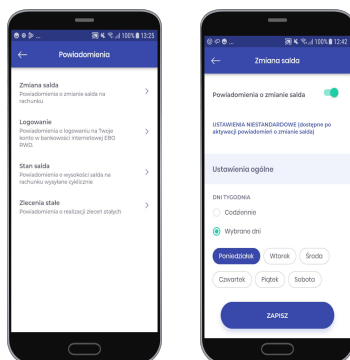 13:25
100%
Powiadomienia
Zmiana salda
Powiadomienia o zmianie salda na
rachunku
Logowanie
Powiadomienia o logowaniu na Twoje
konto w bankowości internetowej EBO
RWD.
Stan salda
Powiadomienia o wysokości salda na
rachunku wysyłane cyklicznie
Zlecenia stałe
Powiadomienia o realizacji zleceń stałych
100% 12:42
Zmiana salda
Powiadomienia o zmianie salda
USTAWIENIA NIESTANDARDOWE (dostępne po
aktywacji powiadomień o zmianie salda)
Ustawienia ogólne
DNI TYGODNIA
Codziennie
Wybrane dni
Poniedziałek Wtorek Środa
Czwartek Piątek Sobota
ZAPISZ